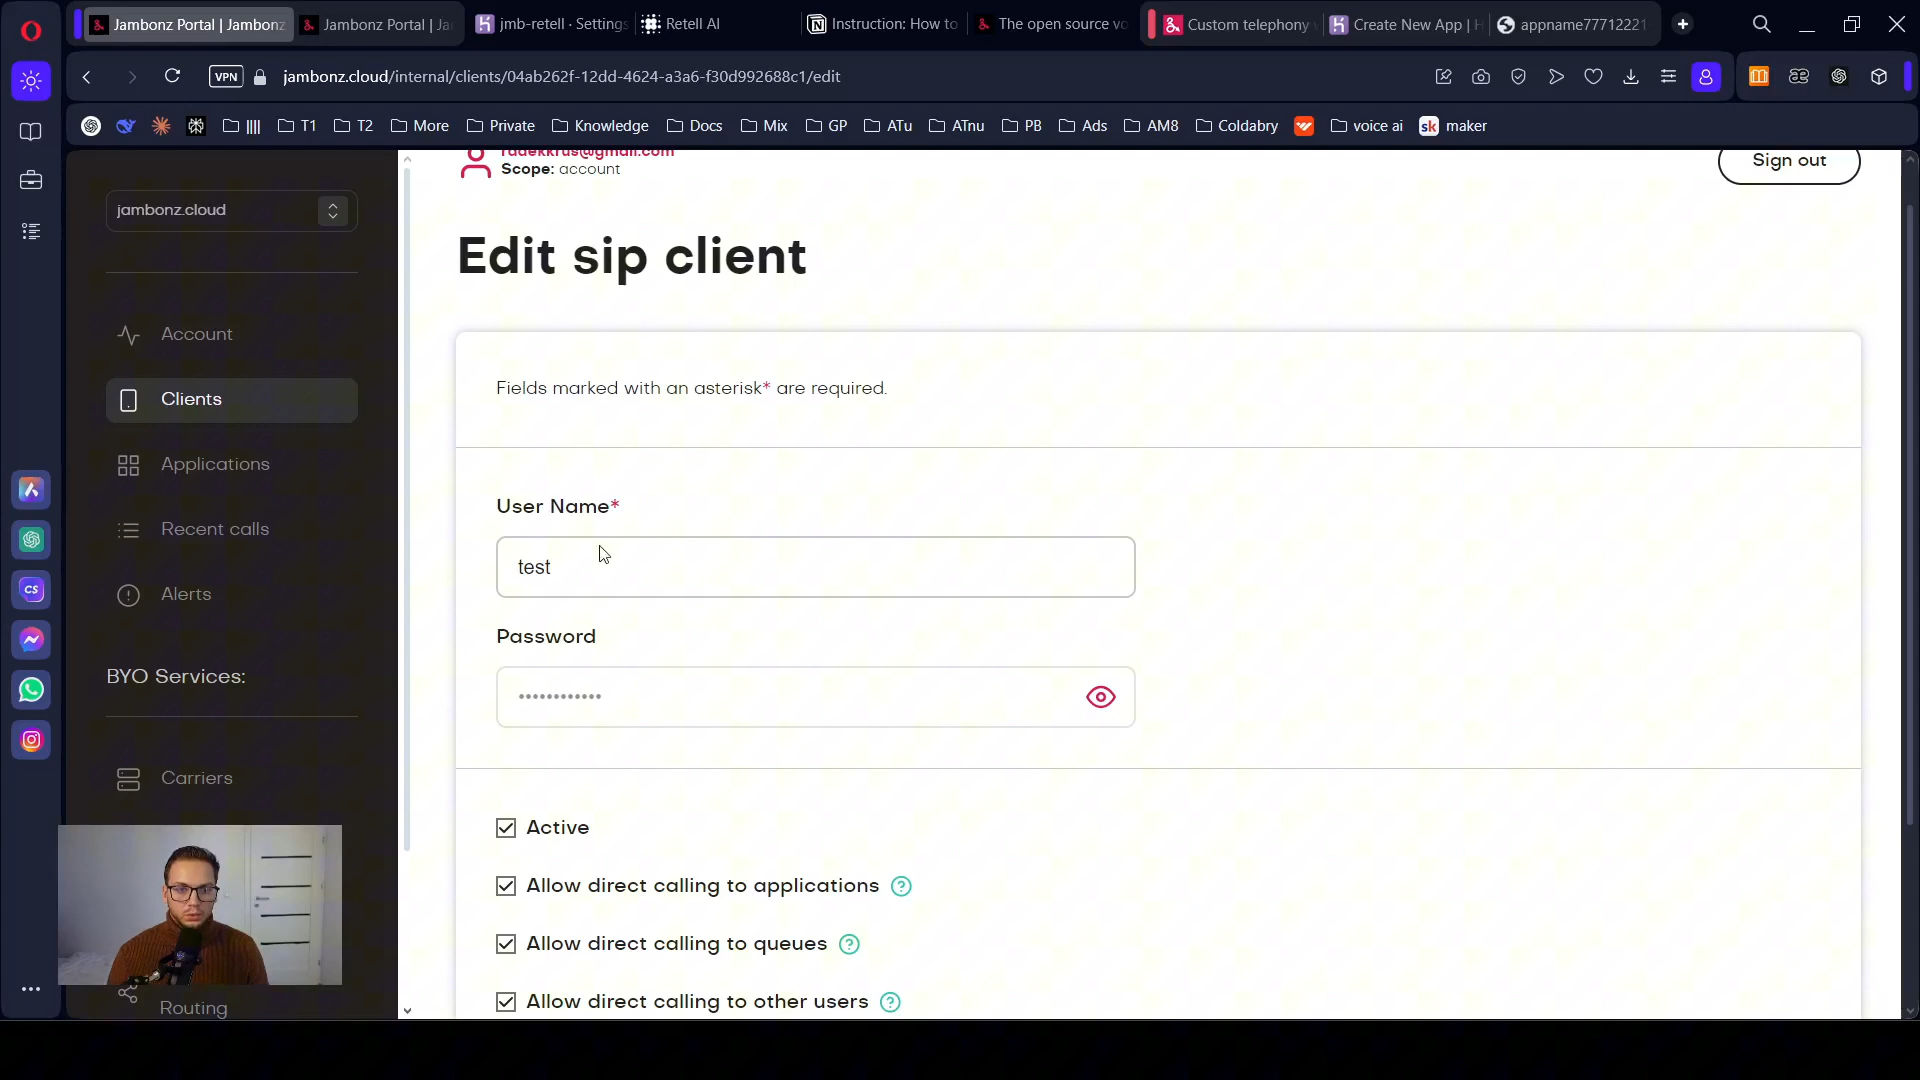 Jambonz Portal | Jambonz
Jambonz Portal | Ja
jmb-retell · Settings
Retell AI
Instruction: How to
The open source vo
Custom telephony
Create New App | H
appname77712221
VPN
jambonz.cloud/internal/clients/04ab262f-12dd-4624-a3a6-f30d992688c1/edit
||||
T1
T2
More
Private
Knowledge
Docs
Mix
GP
ATu
ATnu
PB
Ads
AM8
Coldabry
voice ai
sk
maker
radekkrus@gmail.com
Scope: account
Sign out
jambonz.cloud
Edit sip client
Account
Fields marked with an asterisk* are required.
Clients
Applications
User Name*
Recent calls
test
Alerts
CS
Password
BYO Services:
••••••••••••
Carriers
Active
Allow direct calling to applications
Allow direct calling to queues
Allow direct calling to other users
Routing